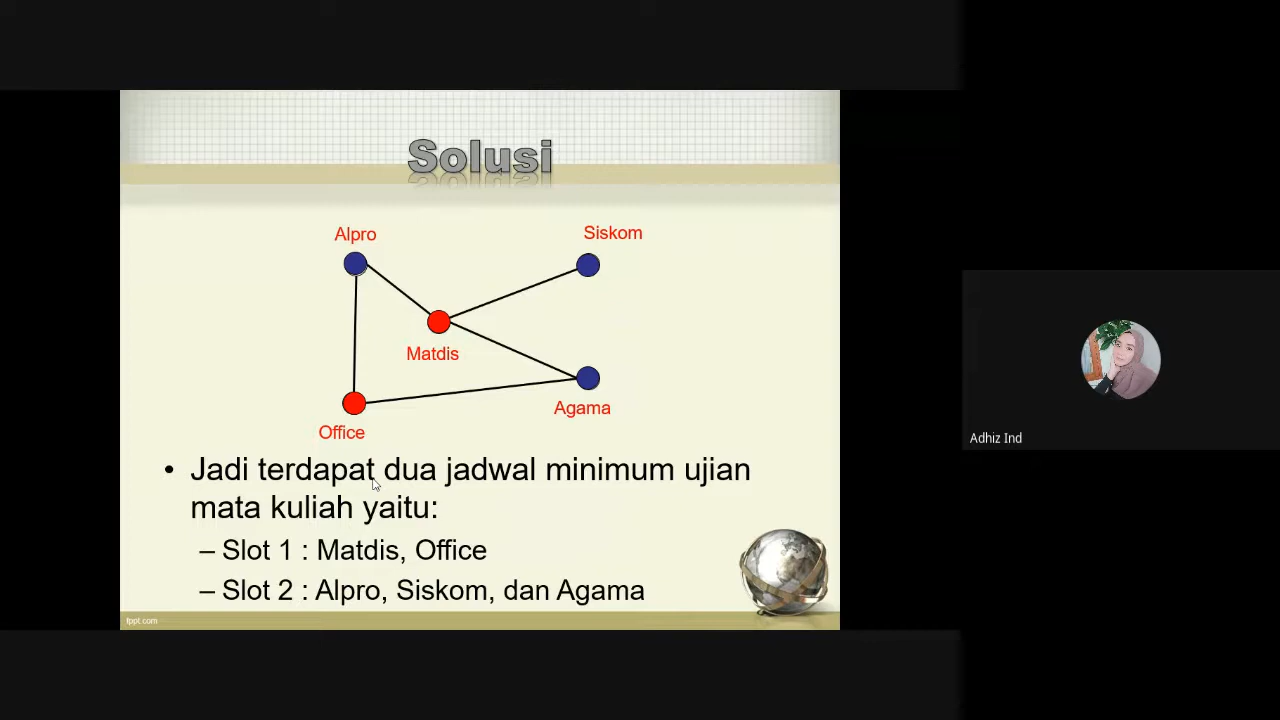 Solusi
Alpro
Siskom
Matdis
Agama
Office
• Jadi terdapat dua jadwal minimum ujian
mata kuliah yaitu:
– Slot 1 : Matdis, Office
– Slot 2 : Alpro, Siskom, dan Agama
fppt.com
Adhiz Ind